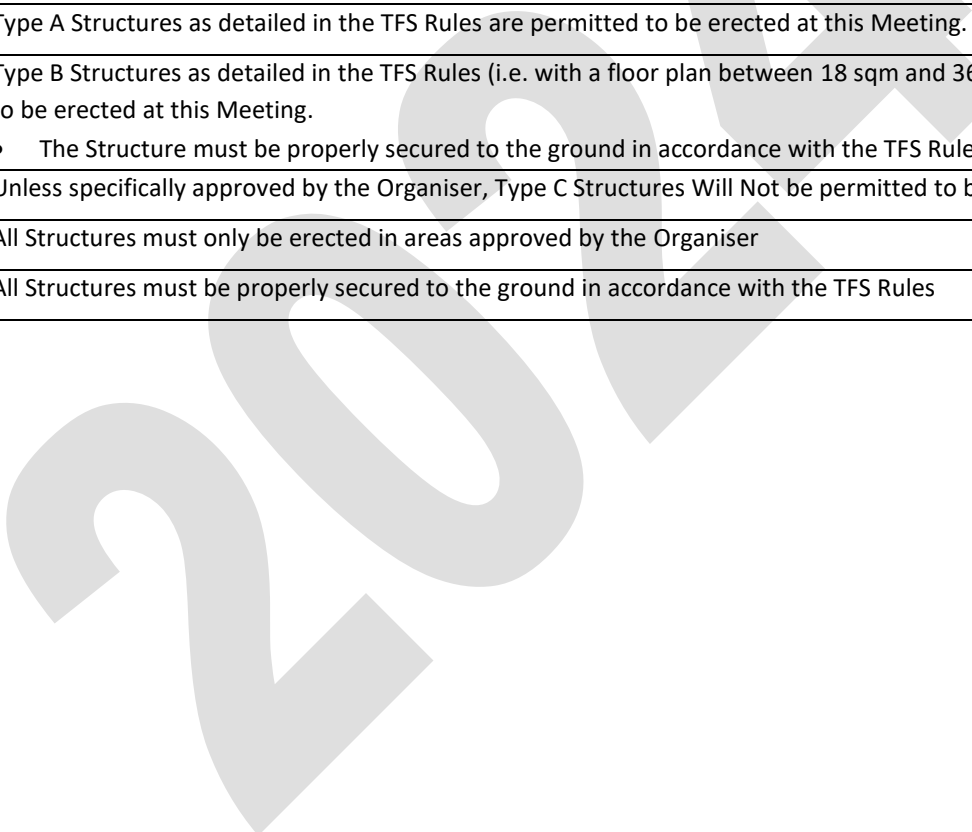 Type A Structures as detailed in the TFS Rules are permitted to be erected at this Meeting.
Type B Structures as detailed in the TFS Rules (i.e. with a floor plan between 18 sqm and 36
to be erected at this Meeting.
• The Structure must be properly secured to the ground in accordance with the TFS Rule
Unless specifically approved by the Organiser, Type C Structures Will Not be permitted to b
All Structures must only be erected in areas approved by the Organiser
All Structures must be properly secured to the ground in accordance with the TFS Rules
2024